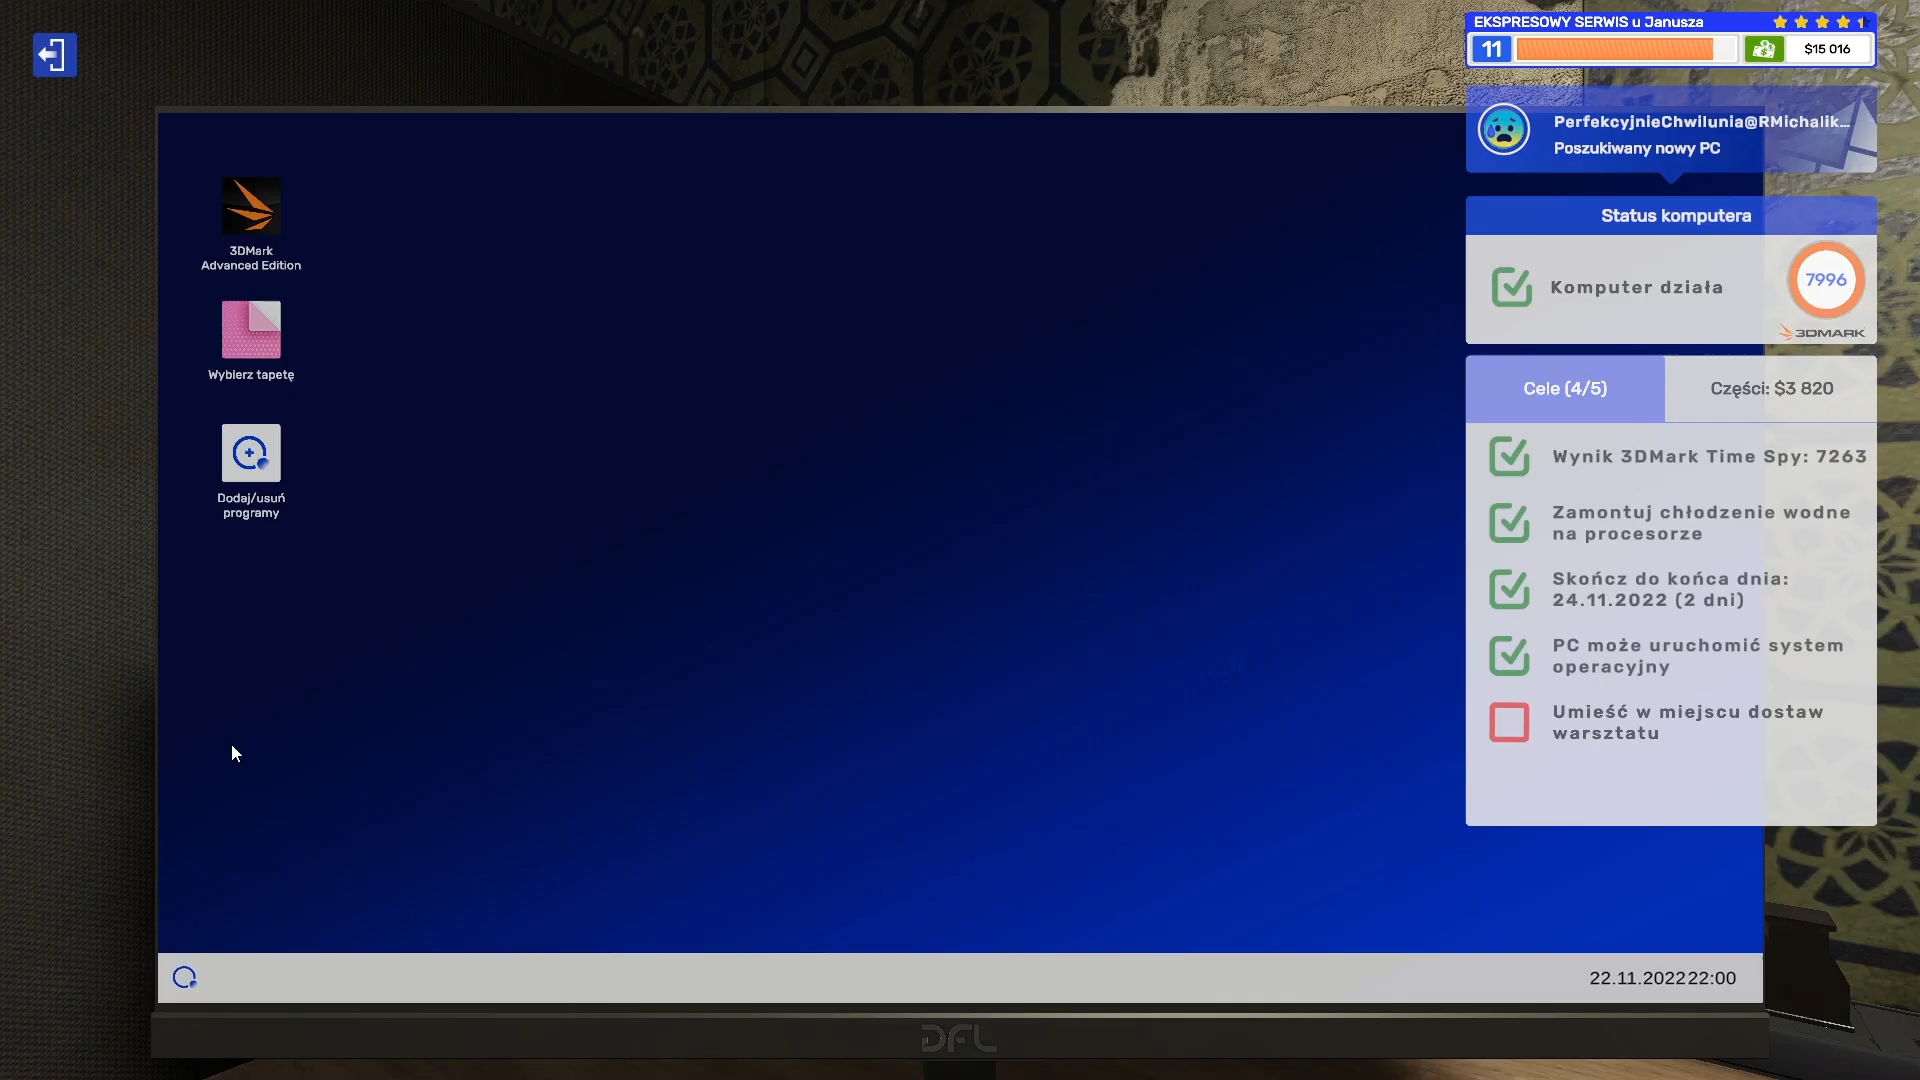 EKSPRESOWY SERWIS u Janusza
11
$15 016
PerfekcyjnieChwilunia@RMichalik...
Poszukiwany nowy PC
Status komputera
Komputer działa
7996
3DMARK
Cele (4/5)
Części: $3 820
Wynik 3DMark Time Spy: 7263
Zamontuj chłodzenie wodne
na procesorze
Skończ do końca dnia:
24.11.2022 (2 dni)
PC może uruchomić system
operacyjny
Umieść w miejscu dostaw
warsztatu
3DMark
Advanced Edition
Wybierz tapetę
Dodaj/usuń
programy
22.11.2022 22:00
DFL